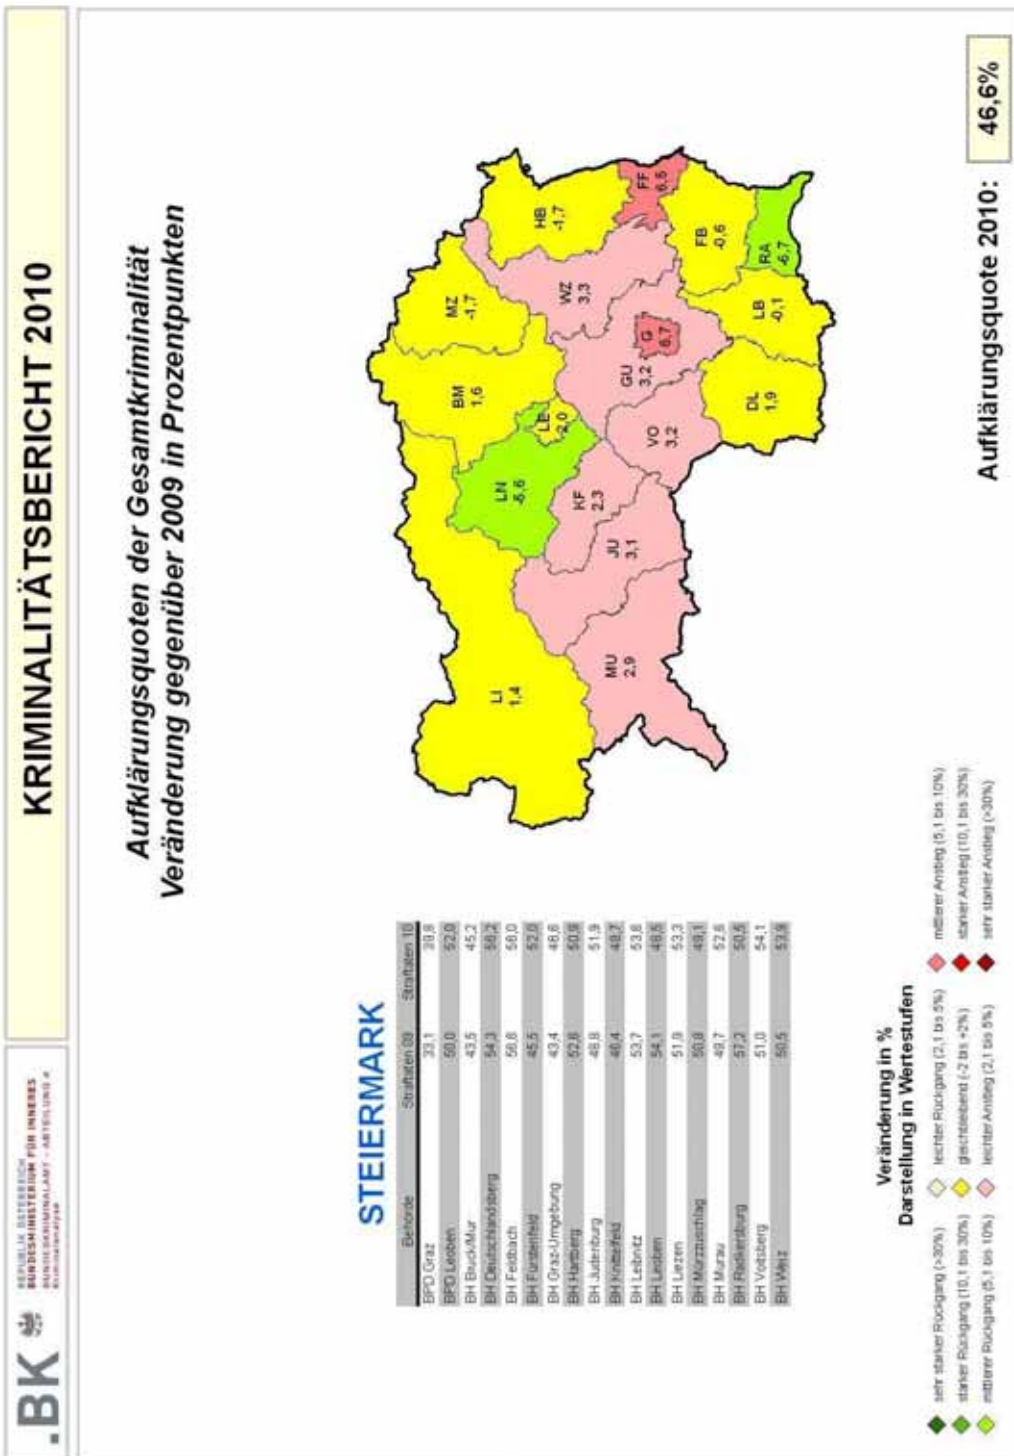 .BK
REPUBLIK ÖSTERREICH
BUNDESMINISTERIUM FÜR INNERES
BUNDESKRIMINALAMT - ABTEILUNG 4
Kriminalanalyse
KRIMINALITÄTSBERICHT 2010
Aufklärungsquoten der Gesamtkriminalität
Veränderung gegenüber 2009 in Prozentpunkten
STEIERMARK
Behörde Straftaten 09 Straftaten 10
BPD Graz 33,1 39,8
BPD Leoben 50,0 52,0
BH Bruck/Mur 43,5 45,2
BH Deutschlandsberg 54,3 56,2
BH Feldbach 56,6 56,0
BH Fürstenfeld 45,5 52,0
BH Graz-Umgebung 43,4 46,6
BH Hartberg 52,6 50,9
BH Judenburg 48,8 51,9
BH Knittelfeld 46,4 48,7
BH Leibnitz 53,7 53,6
BH Leoben 54,1 48,5
BH Liezen 51,9 53,3
BH Mürzzuschlag 50,8 49,1
BH Murau 49,7 52,6
BH Radkersburg 57,2 50,5
BH Voitsberg 51,0 54,1
BH Weiz 50,5 53,9
LI
1,4
BM
1,6
MZ
-1,7
HB
-1,7
LN
-5,6
LE
2,0
WZ
3,3
FF
6,5
MU
2,9
JU
3,1
KF
2,3
VO
3,2
GU
3,2
G
6,7
FB
-0,6
RA
-6,7
LB
-0,1
DL
1,9
Veränderung in %
Darstellung in Wertestufen
sehr starker Rückgang (>30%)
starker Rückgang (10,1 bis 30%)
mittlerer Rückgang (5,1 bis 10%)
leichter Rückgang (2,1 bis 5%)
gleichbleibend (-2 bis +2%)
leichter Anstieg (2,1 bis 5%)
mittlerer Anstieg (5,1 bis 10%)
starker Anstieg (10,1 bis 30%)
sehr starker Anstieg (>30%)
Aufklärungsquote 2010: 46,6%